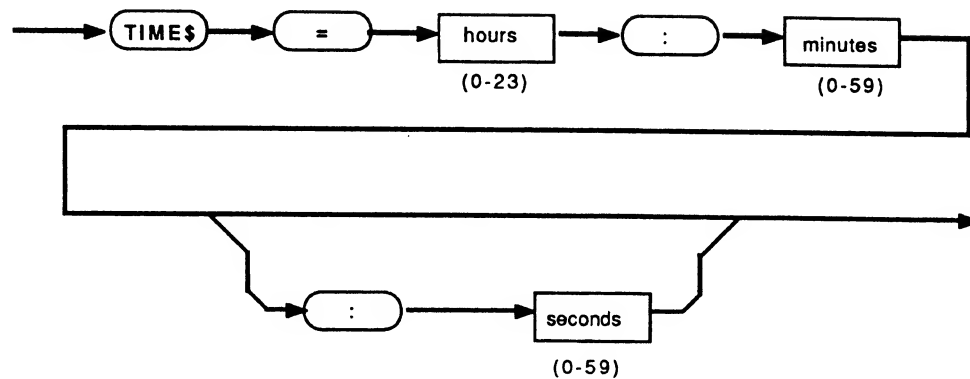 TIME$ = hours : minutes
(0-23) (0-59)
: seconds
(0-59)